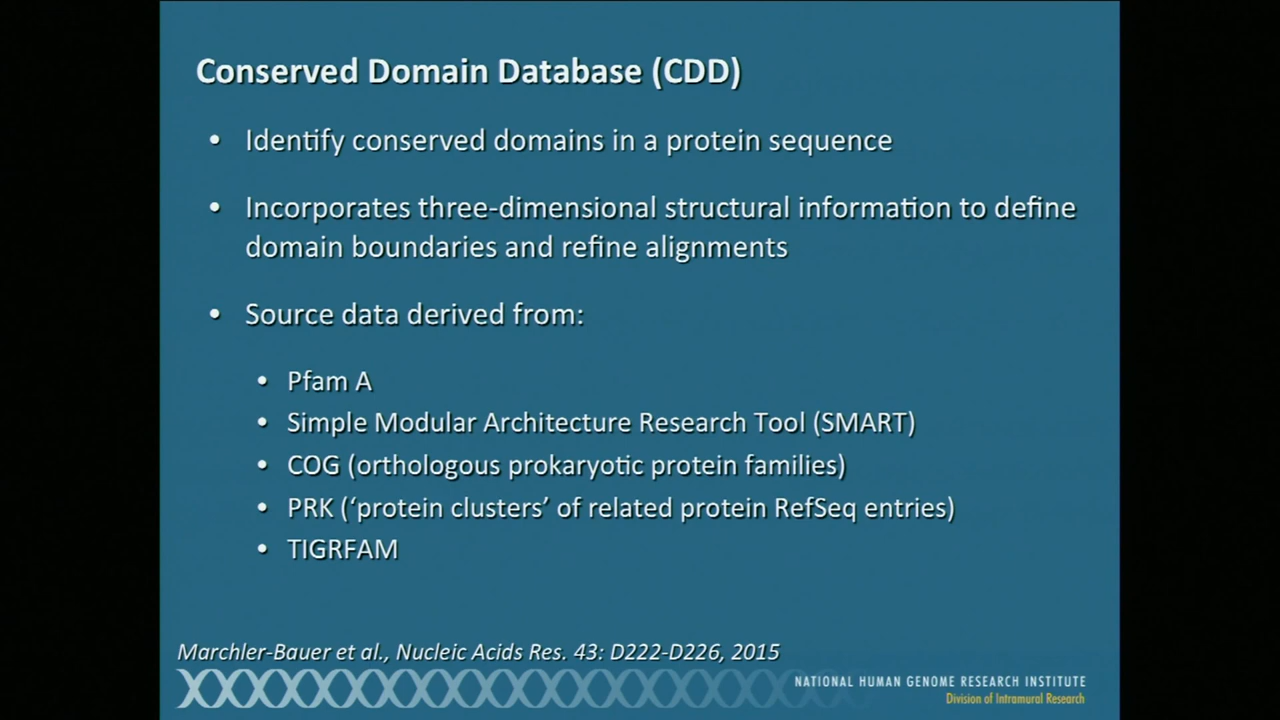 Conserved Domain Database (CDD)
• Identify conserved domains in a protein sequence
• Incorporates three-dimensional structural information to define
domain boundaries and refine alignments
• Source data derived from:
• Pfam A
• Simple Modular Architecture Research Tool (SMART)
• COG (orthologous prokaryotic protein families)
• PRK (‘protein clusters’ of related protein RefSeq entries)
• TIGRFAM
Marchler-Bauer et al., Nucleic Acids Res. 43: D222-D226, 2015
NATIONAL HUMAN GENOME RESEARCH INSTITUTE
Division of Intramural Research